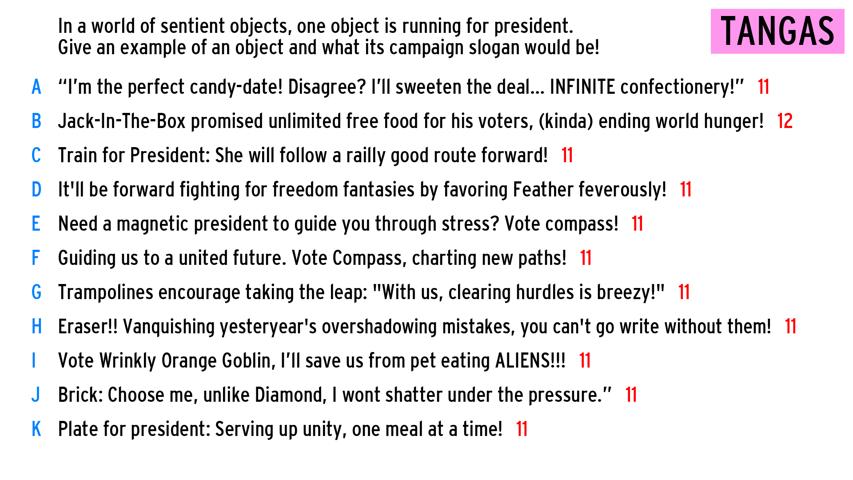 In a world of sentient objects, one object is running for president.
Give an example of an object and what its campaign slogan would be!
TANGAS
A “I’m the perfect candy-date! Disagree? I’ll sweeten the deal... INFINITE confectionery!” 11
B Jack-In-The-Box promised unlimited free food for his voters, (kinda) ending world hunger! 12
C Train for President: She will follow a railly good route forward! 11
D It'll be forward fighting for freedom fantasies by favoring Feather feverously! 11
E Need a magnetic president to guide you through stress? Vote compass! 11
F Guiding us to a united future. Vote Compass, charting new paths! 11
G Trampolines encourage taking the leap: "With us, clearing hurdles is breezy!" 11
H Eraser!! Vanquishing yesteryear's overshadowing mistakes, you can't go write without them! 11
I Vote Wrinkly Orange Goblin, I’ll save us from pet eating ALIENS!!! 11
J Brick: Choose me, unlike Diamond, I wont shatter under the pressure.” 11
K Plate for president: Serving up unity, one meal at a time! 11